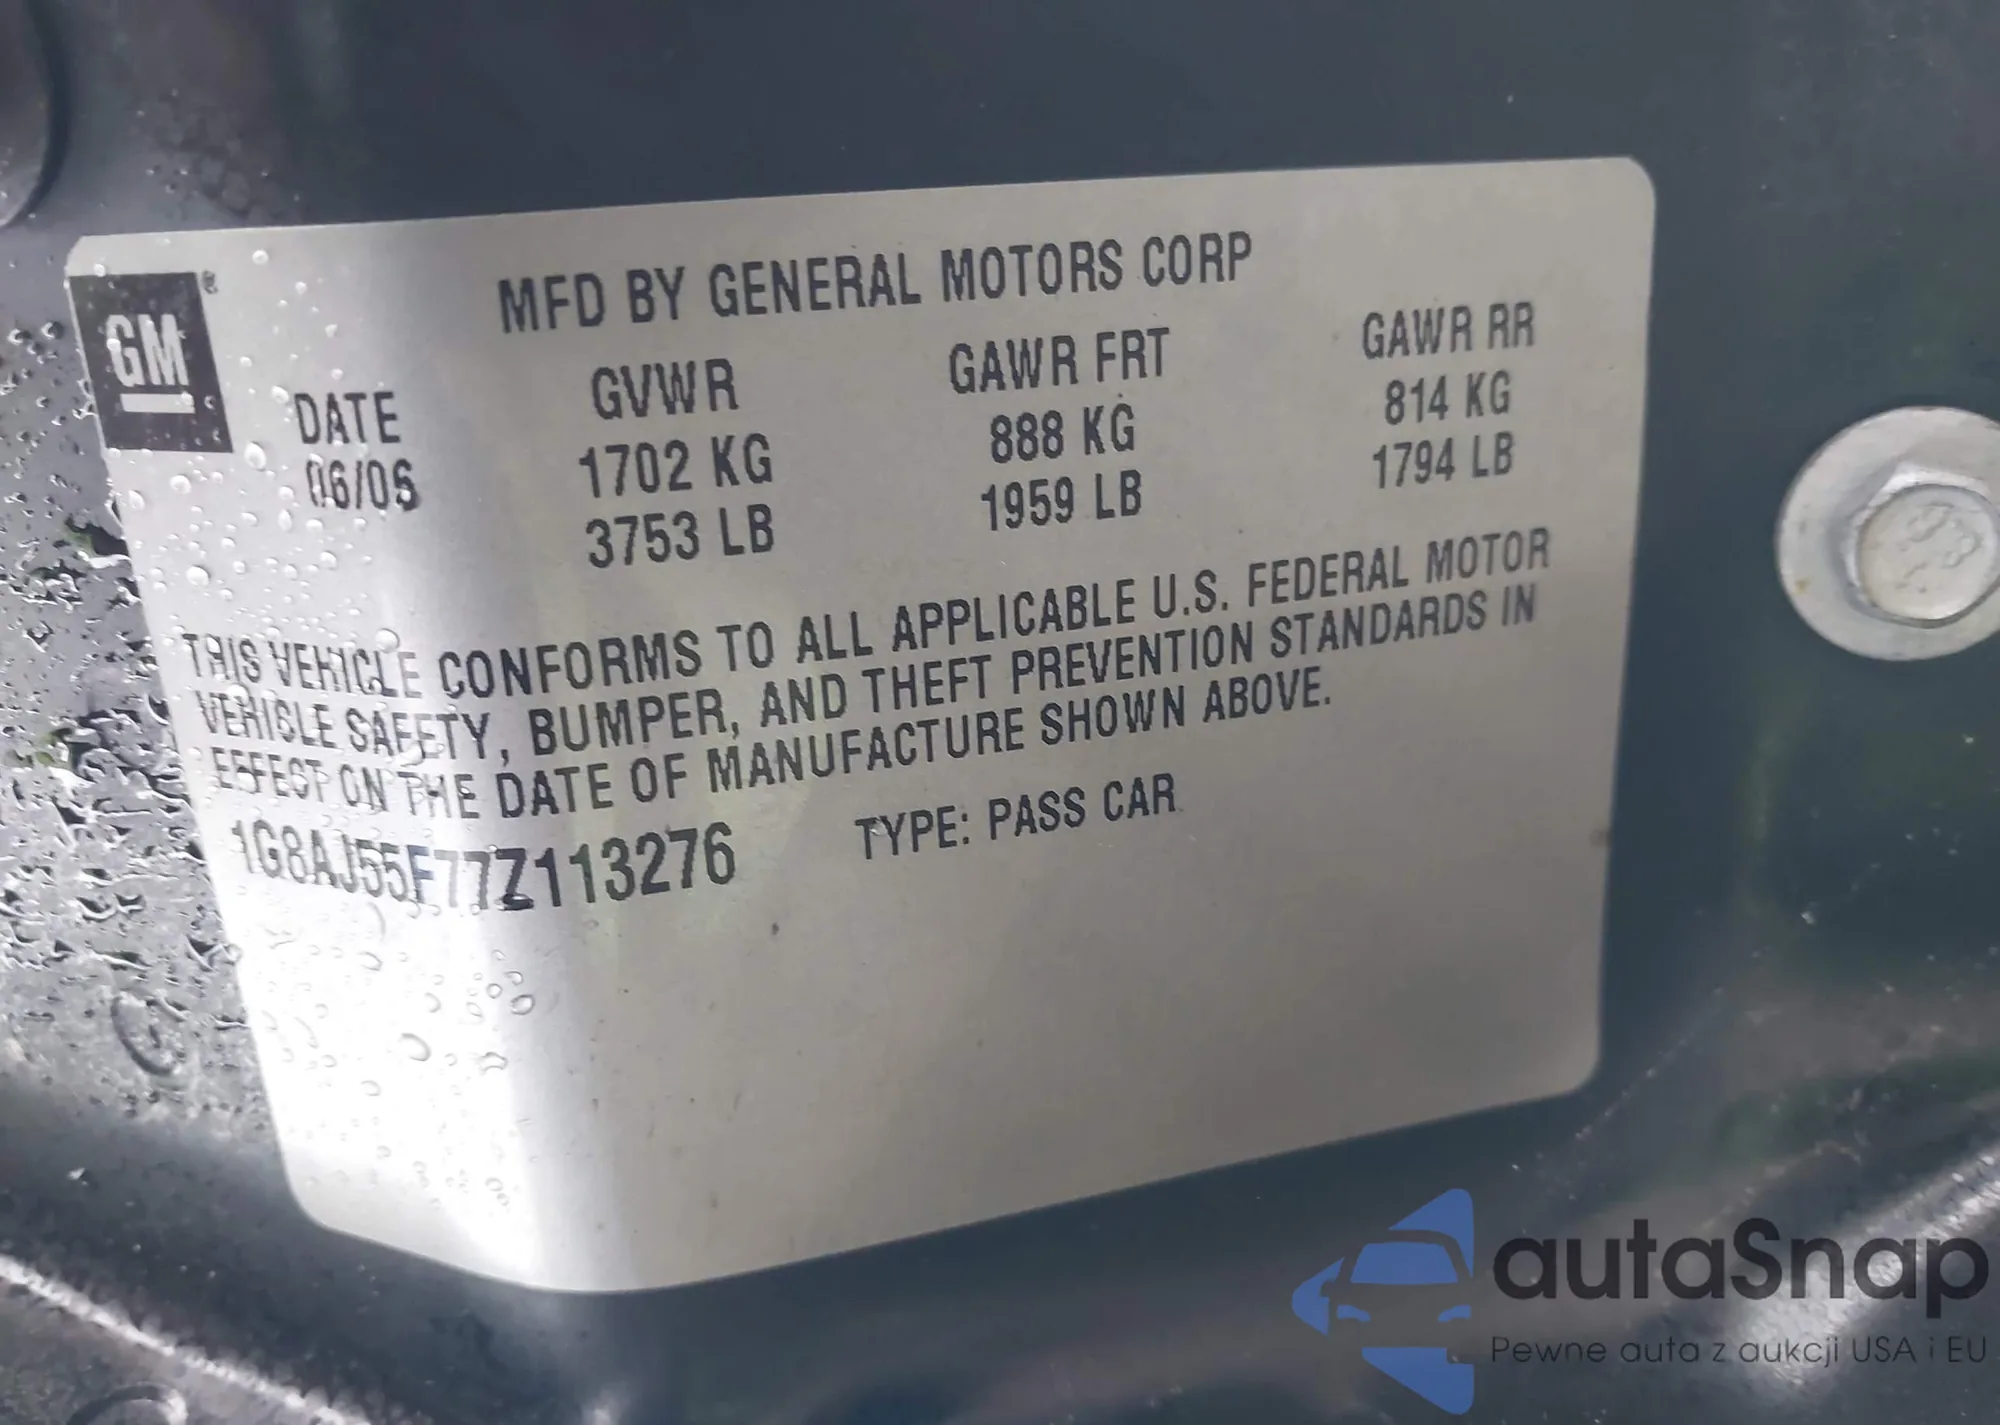 GM®
MFD BY GENERAL MOTORS CORP
DATE GVWR GAWR FRT GAWR RR
06/06 1702 KG 888 KG 814 KG
3753 LB 1959 LB 1794 LB
THIS VEHICLE CONFORMS TO ALL APPLICABLE U.S. FEDERAL MOTOR
VEHICLE SAFETY, BUMPER, AND THEFT PREVENTION STANDARDS IN
EFFECT ON THE DATE OF MANUFACTURE SHOWN ABOVE.
1G8AJ55F77Z113276 TYPE: PASS CAR
autaSnap
Pewne auta z aukcji USA i EU